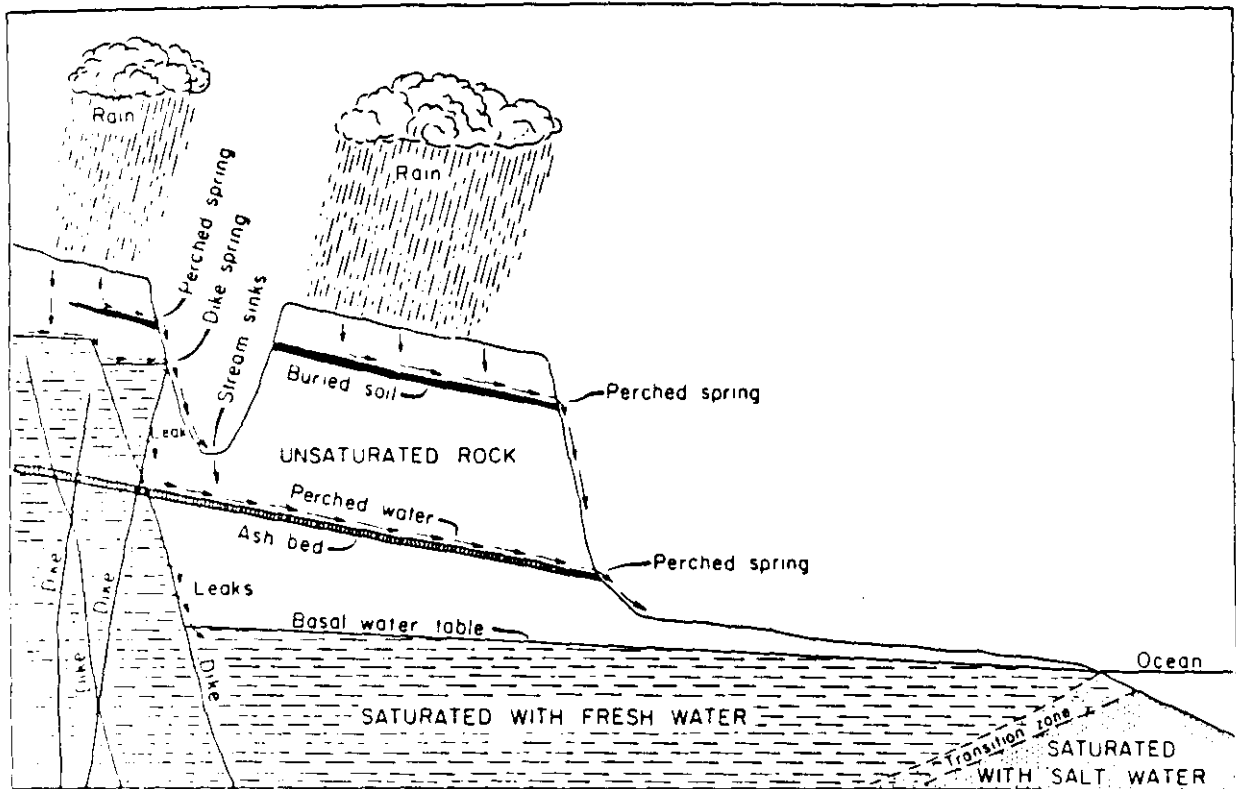 Rain
Rain
Perched spring
Dike spring
Stream sinks
Buried soil
Perched spring
Leak
UNSATURATED ROCK
Perched water
Ash bed
Perched spring
Leaks
Dike
Dike
Dike
Dike
Basal water table
Ocean
SATURATED WITH FRESH WATER
Transition zone
SATURATED
WITH SALT WATER